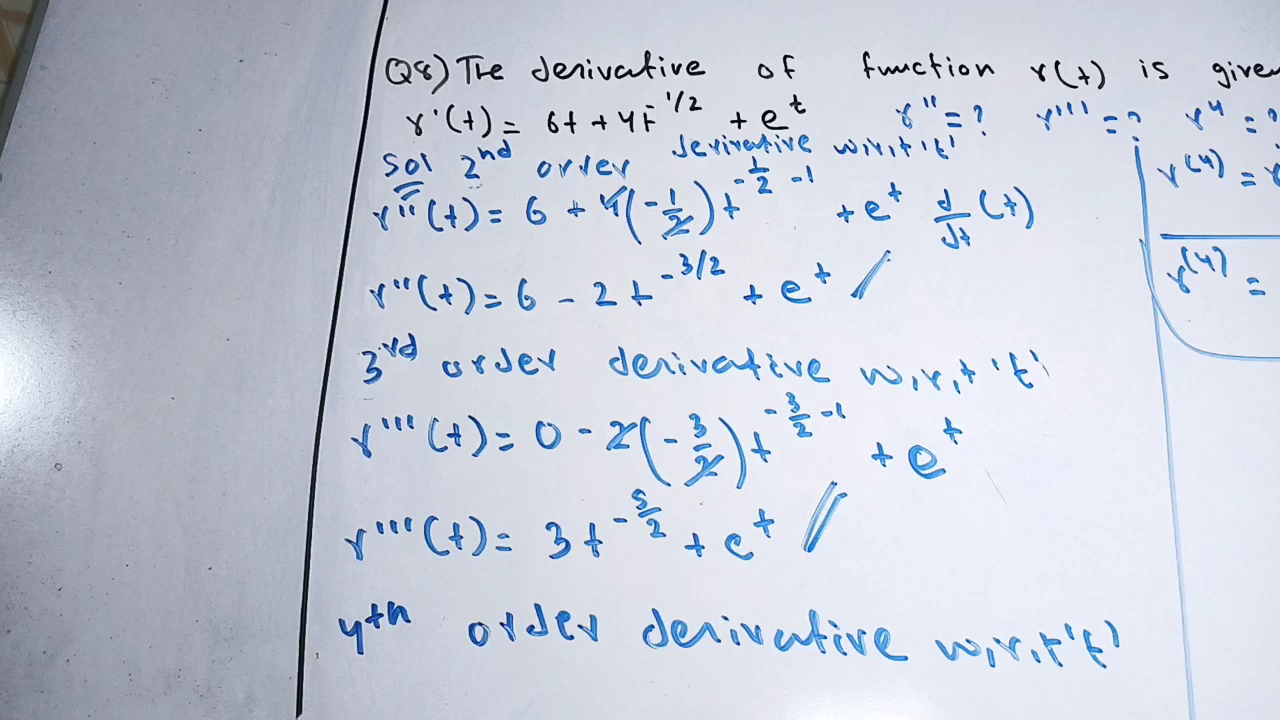 Q8) The derivative of function r(t) is given
r'(t) = 6t + 4t^-1/2 + e^t r'' = ? r''' = ? r^4 = ?
Sol 2nd order derivative w.r.t 't'
r''(t) = 6 + 4(-1/2)t^(-1/2 -1) + e^t d/dt (t)
r''(t) = 6 - 2t^-3/2 + e^t
3rd order derivative w.r.t 't'
r'''(t) = 0 - 2(-3/2)t^(-3/2 -1) + e^t
r'''(t) = 3t^-5/2 + e^t
4th order derivative w.r.t 't'
r^(4) =
r^(4) =